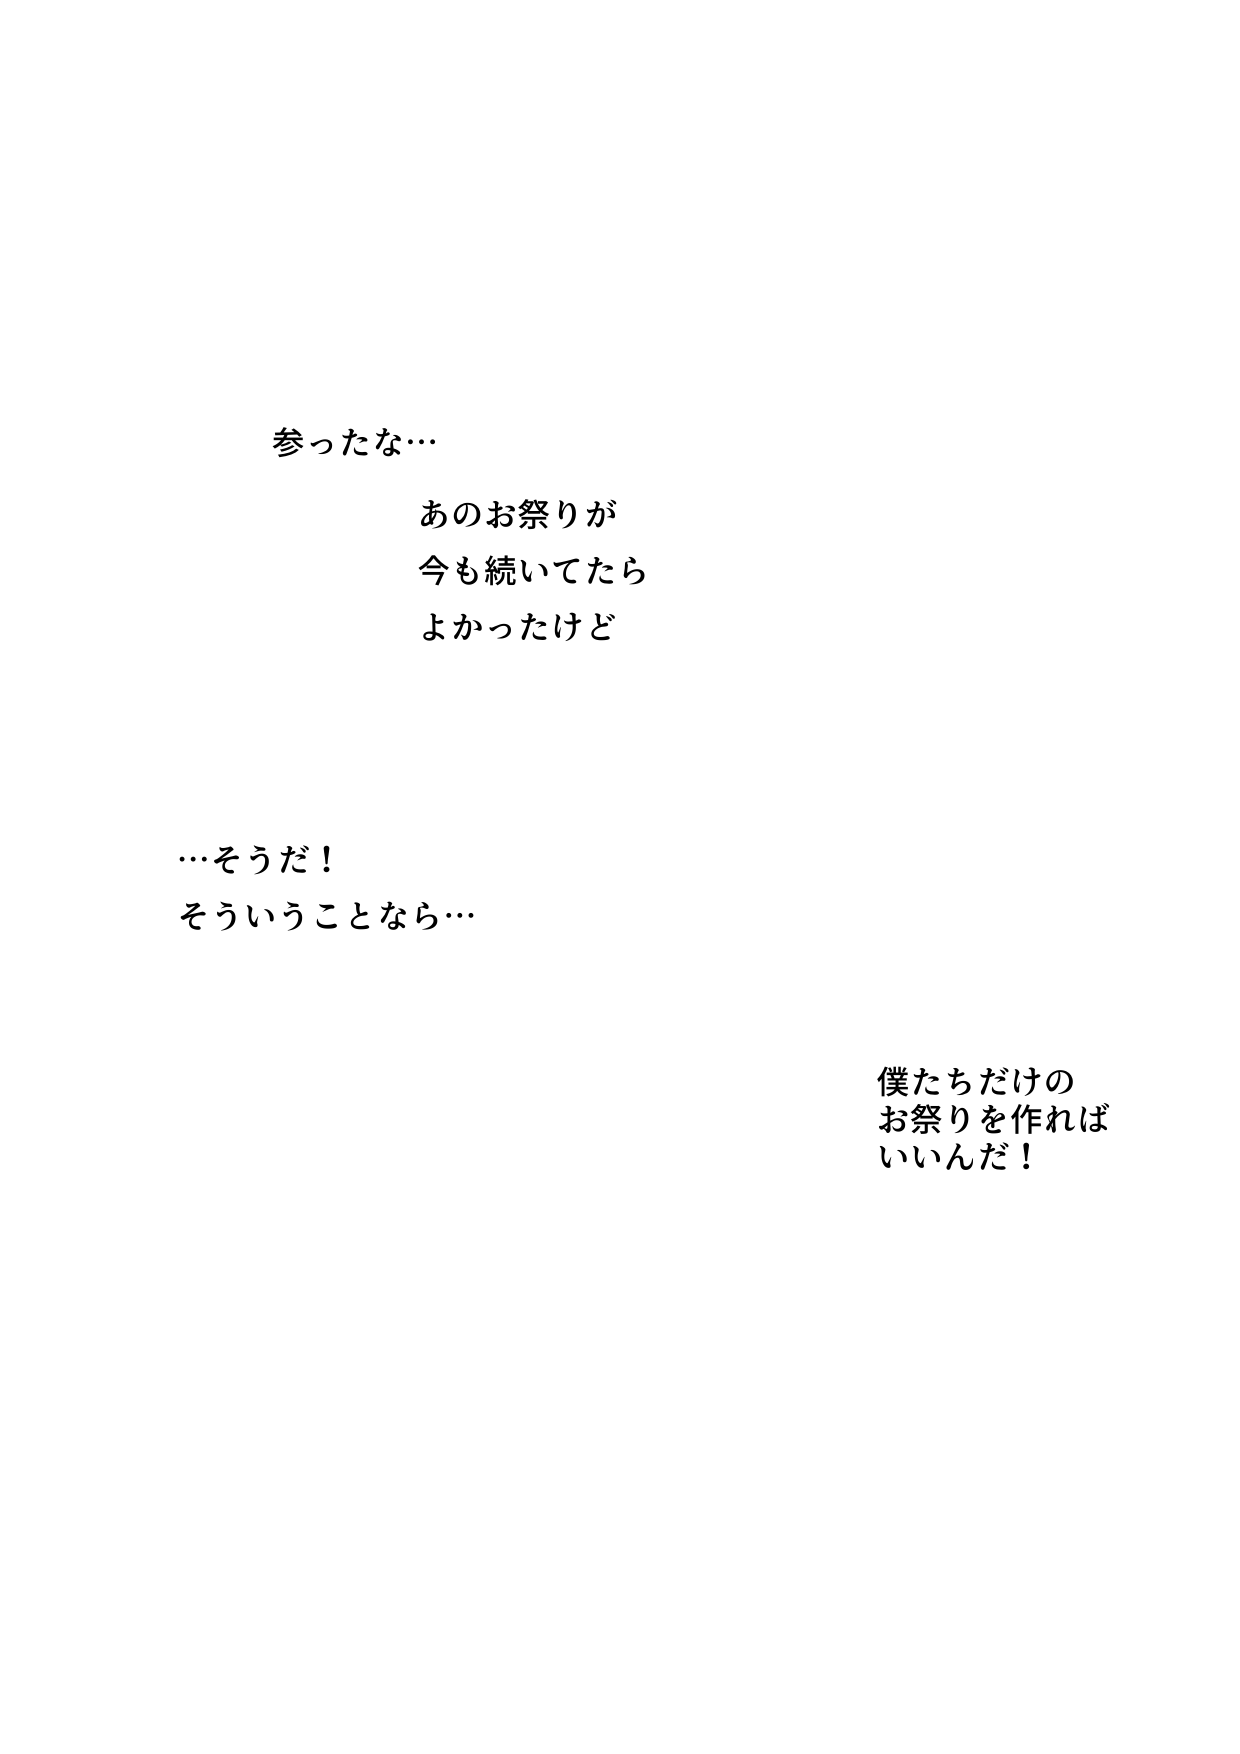 参ったな…
あのお祭りが
今も続いてたら
よかったけど
…そうだ！
そういうことなら…
僕たちだけの
お祭りを作れば
いいんだ！